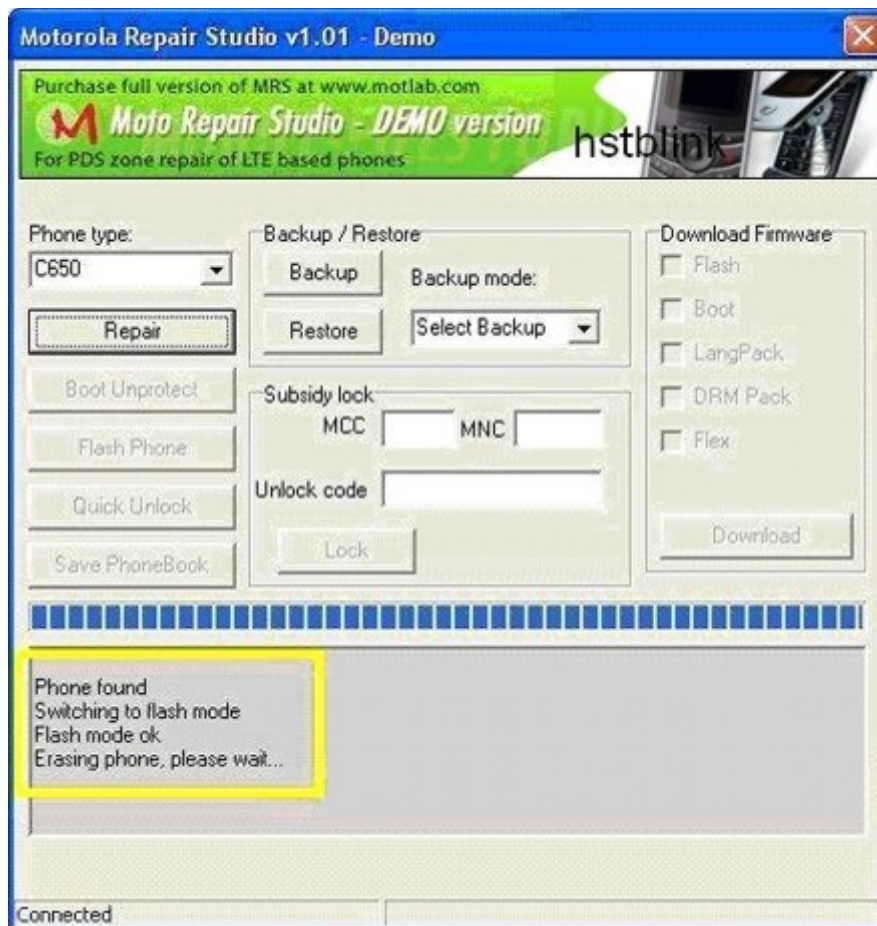 Motorola Repair Studio v1.01 - Demo
Purchase full version of MRS at www.motlab.com
Moto Repair Studio - DEMO version
For PDS zone repair of LTE based phones
hstblink
Phone type:
C650
Repair
Boot Unprotect
Flash Phone
Quick Unlock
Save PhoneBook
Backup / Restore
Backup
Backup mode:
Restore
Select Backup
Subsidy lock
MCC
MNC
Unlock code
Lock
Download Firmware
Flash
Boot
LangPack
DRM Pack
Flex
Download
Phone found
Switching to flash mode
Flash mode ok
Erasing phone, please wait...
Connected